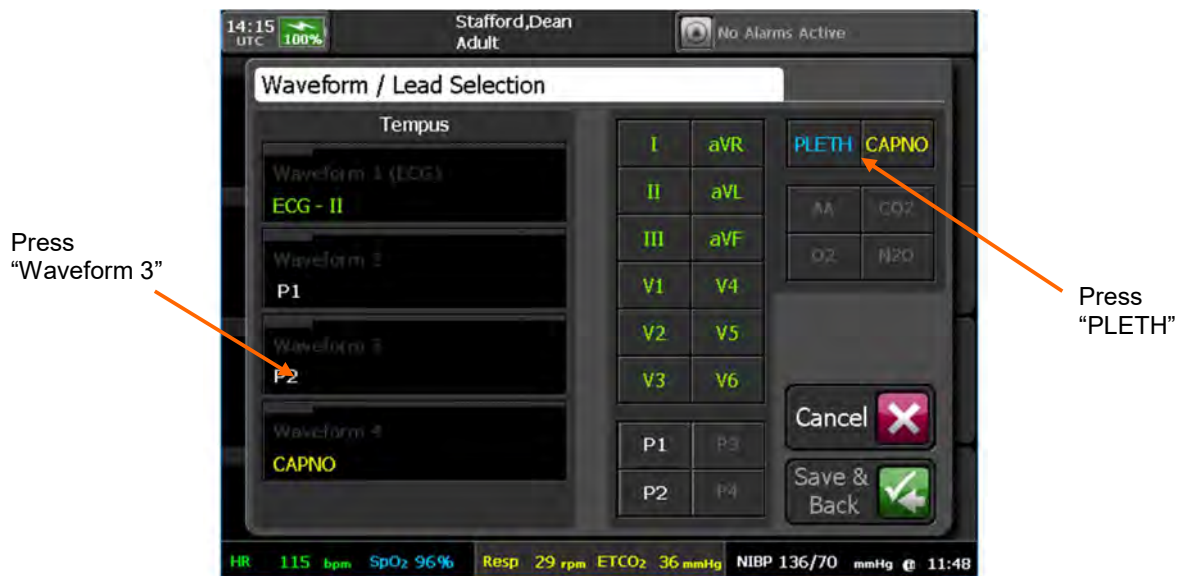 14:15
UTC
100%
Stafford,Dean
Adult
No Alarms Active
Waveform / Lead Selection
Tempus
Waveform 1 (ECG)
ECG - II
Waveform 2
P1
Waveform 3
P2
Waveform 4
CAPNO
I aVR
II aVL
III aVF
V1 V4
V2 V5
V3 V6
P1 P3
P2 P4
PLETH CAPNO
AA CO2
O2 N2O
Cancel
Save &
Back
Press
“Waveform 3”
Press
“PLETH”
HR 115 bpm SpO2 96% Resp 29 rpm ETCO2 36 mmHg NIBP 136/70 mmHg @ 11:48